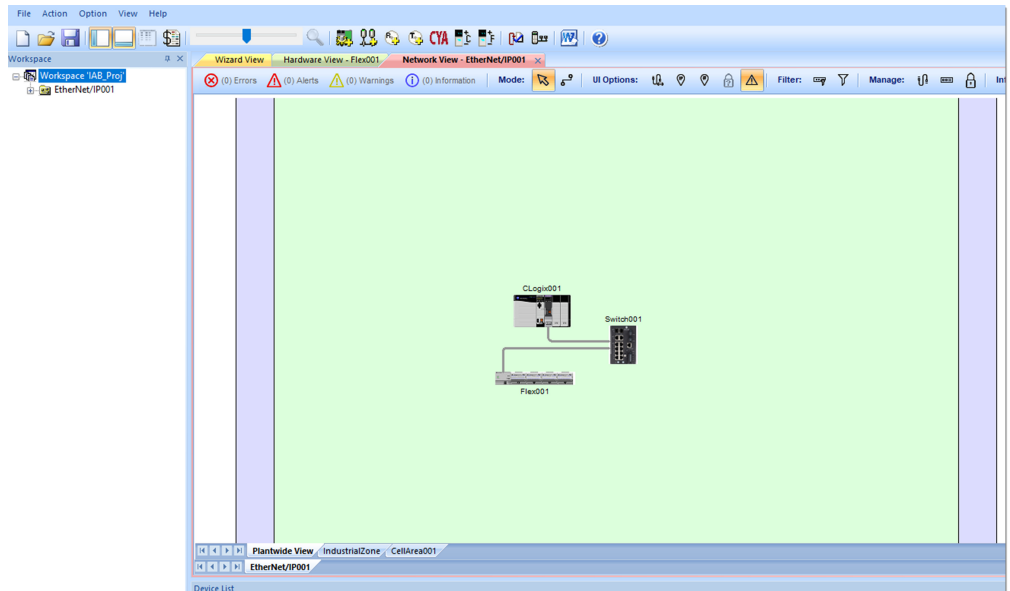 File Action Option View Help
CYA
Workspace
Wizard View Hardware View - Flex001 Network View - EtherNet/IP001
Workspace 'IAB_Proj'
(0) Errors (0) Alerts (0) Warnings (0) Information Mode: UI Options: Filter: Manage:
EtherNet/IP001
CLogix001
Switch001
Flex001
Plantwide View IndustrialZone CellArea001
EtherNet/IP001
Device List